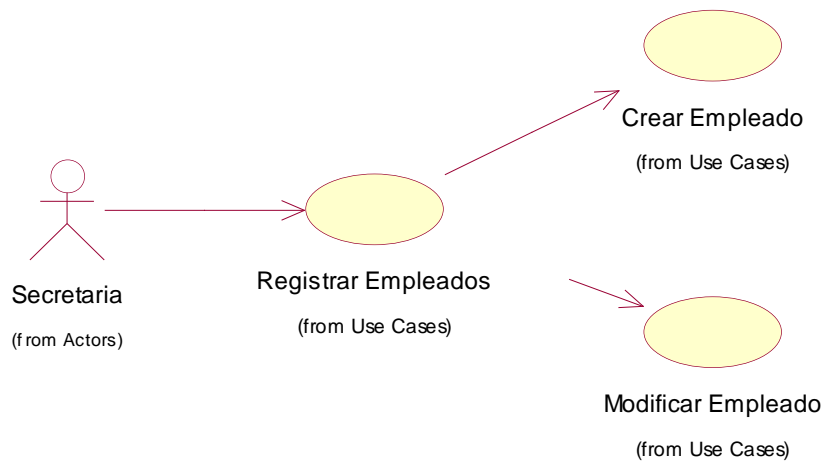 Crear Empleado
(from Use Cases)
Secretaria
(from Actors)
Registrar Empleados
(from Use Cases)
Modificar Empleado
(from Use Cases)